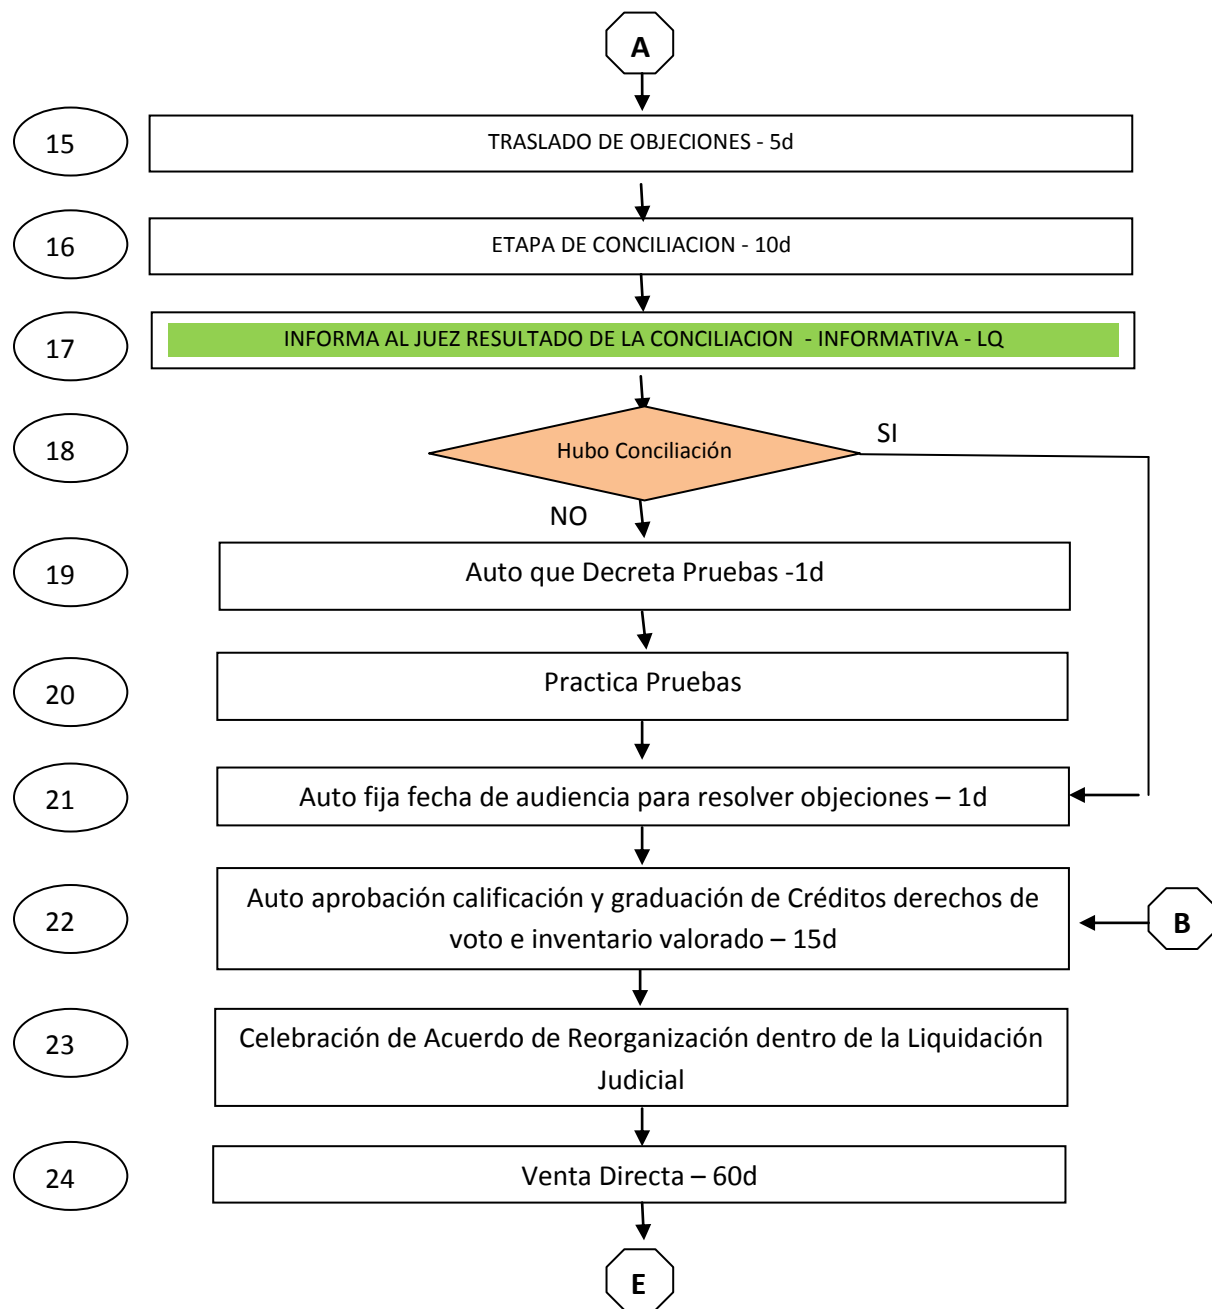 A
15
TRASLADO DE OBJECIONES - 5d
16
ETAPA DE CONCILIACION - 10d
17
INFORMA AL JUEZ RESULTADO DE LA CONCILIACION - INFORMATIVA - LQ
18
Hubo Conciliación
SI
NO
19
Auto que Decreta Pruebas -1d
20
Practica Pruebas
21
Auto fija fecha de audiencia para resolver objeciones – 1d
22
Auto aprobación calificación y graduación de Créditos derechos de
voto e inventario valorado – 15d
B
23
Celebración de Acuerdo de Reorganización dentro de la Liquidación
Judicial
24
Venta Directa – 60d
E